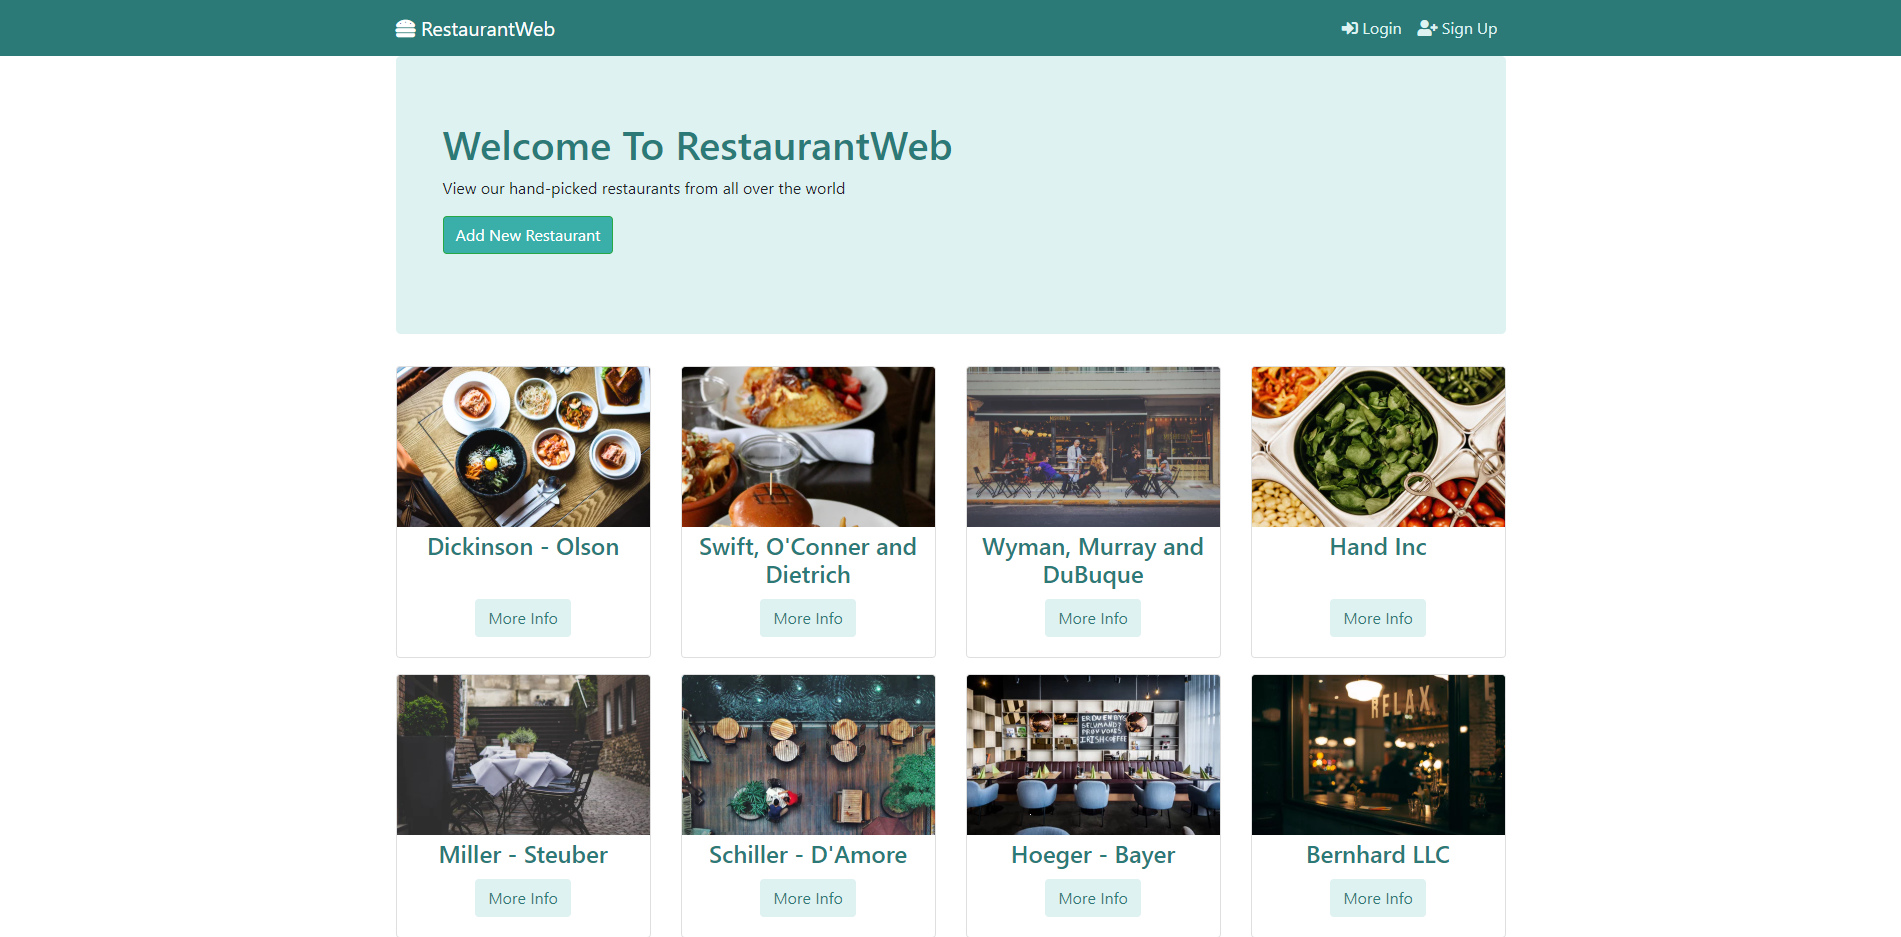 RestaurantWeb
Login
Sign Up
Welcome To RestaurantWeb
View our hand-picked restaurants from all over the world
Add New Restaurant
Dickinson - Olson
More Info
Swift, O'Conner and
Dietrich
More Info
Wyman, Murray and
DuBuque
More Info
Hand Inc
More Info
Miller - Steuber
More Info
Schiller - D'Amore
More Info
IRISH COFFEE
Hoeger - Bayer
More Info
RELAX
Bernhard LLC
More Info